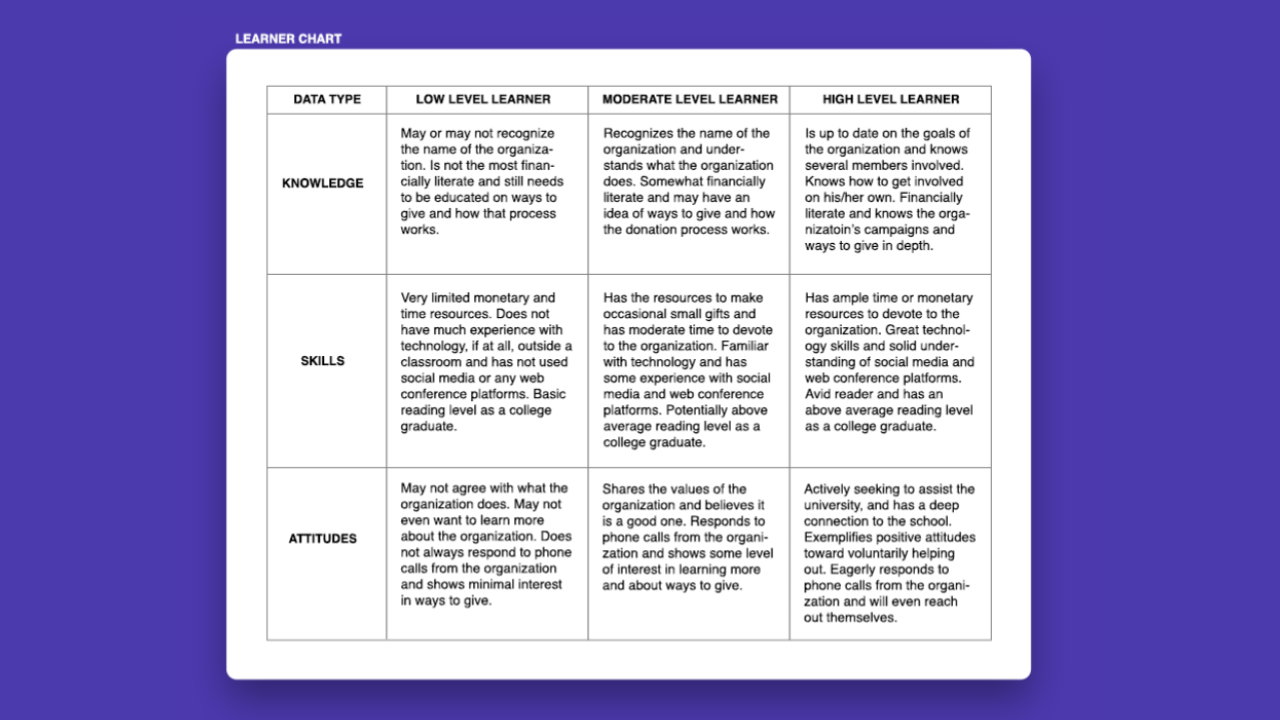 LEARNER CHART
DATA TYPE
LOW LEVEL LEARNER
MODERATE LEVEL LEARNER
HIGH LEVEL LEARNER
KNOWLEDGE
May or may not recognize
the name of the organiza-
tion. Is not the most finan-
cially literate and still needs
to be educated on ways to
give and how that process
works.
Recognizes the name of the
organization and under-
stands what the organization
does. Somewhat financially
literate and may have an
idea of ways to give and how
the donation process works.
Is up to date on the goals of
the organization and knows
several members involved.
Knows how to get involved
on his/her own. Financially
literate and knows the orga-
nizatoin's campaigns and
ways to give in depth.
SKILLS
Very limited monetary and
time resources. Does not
have much experience with
technology, if at all, outside a
classroom and has not used
social media or any web
conference platforms. Basic
reading level as a college
graduate.
Has the resources to make
occasional small gifts and
has moderate time to devote
to the organization. Familiar
with technology and has
some experience with social
media and web conference
platforms. Potentially above
average reading level as a
college graduate.
Has ample time or monetary
resources to devote to the
organization. Great technol-
ogy skills and solid under-
standing of social media and
web conference platforms.
Avid reader and has an
above average reading level
as a college graduate.
ATTITUDES
May not agree with what the
organization does. May not
even want to learn more
about the organization. Does
not always respond to phone
calls from the organization
and shows minimal interest
in ways to give.
Shares the values of the
organization and believes it
is a good one. Responds to
phone calls from the organi-
zation and shows some level
of interest in learning more
and about ways to give.
Actively seeking to assist the
university, and has a deep
connection to the school.
Exemplifies positive attitudes
toward voluntarily helping
out. Eagerly responds to
phone calls from the organi-
zation and will even reach
out themselves.